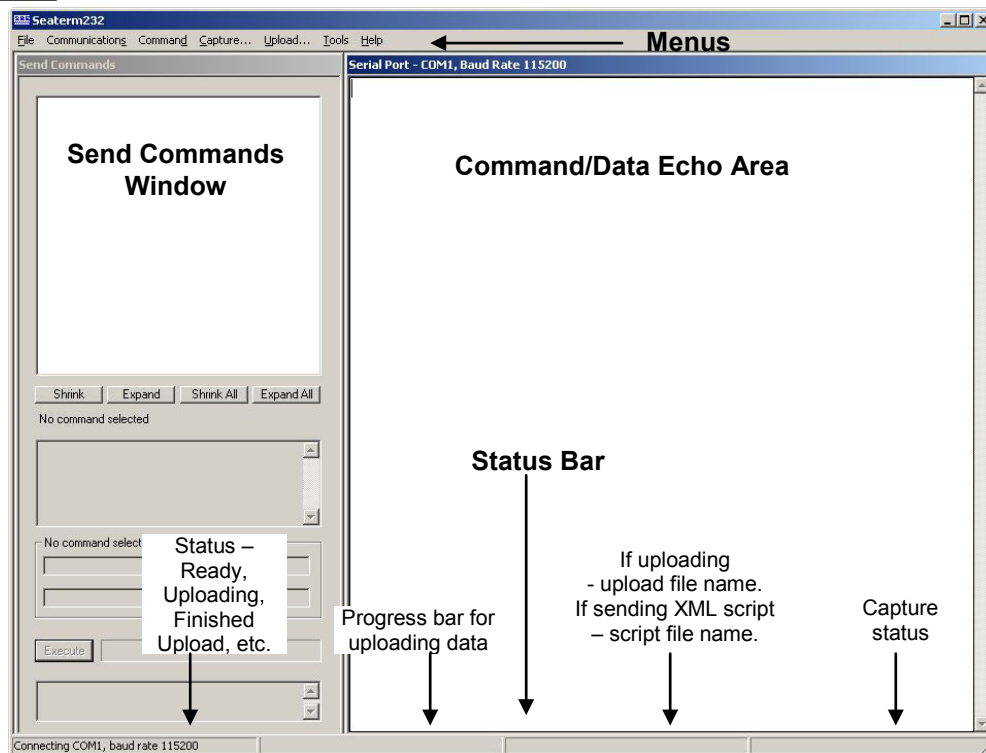 Seaterm232
File Communications Command Capture... Upload... Tools Help
Menus
Send Commands
Serial Port - COM1, Baud Rate 115200
Send Commands
Window
Command/Data Echo Area
Shrink Expand Shrink All Expand All
No command selected
Status Bar
No command selec
Status –
Ready,
Uploading,
Finished
Upload, etc.
Progress bar for
uploading data
If uploading
- upload file name.
If sending XML script
– script file name.
Capture
status
Execute
Connecting COM1, baud rate 115200